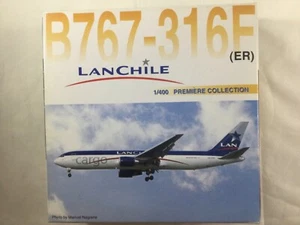 B767-316F
(ER)
LANCHILE
1/400 PREMIERE COLLECTION
cargo
LAN